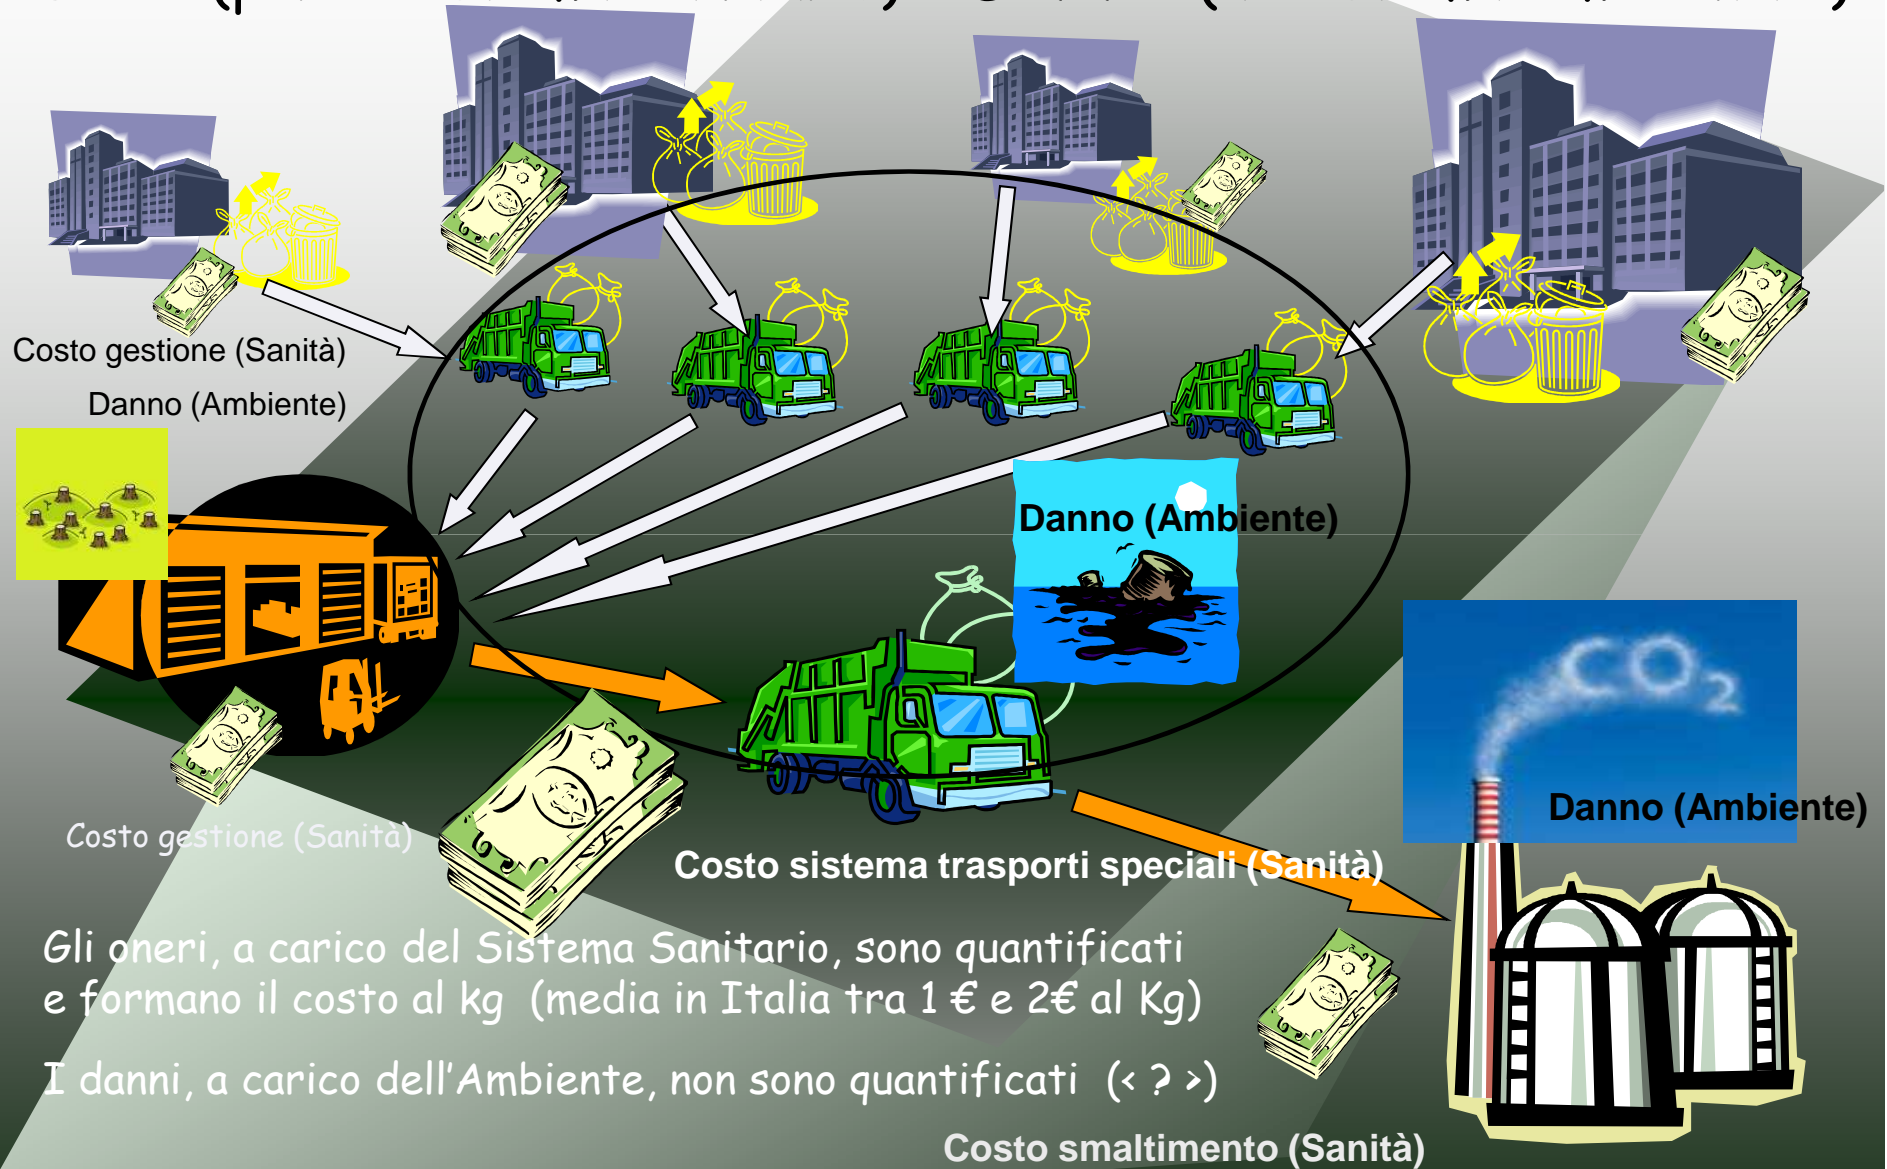 Costo gestione (Sanità)
Danno (Ambiente)
Danno (Ambiente)
CO2
Danno (Ambiente)
Costo gestione (Sanità)
Costo sistema trasporti speciali (Sanità)
Gli oneri, a carico del Sistema Sanitario, sono quantificati
e formano il costo al kg (media in Italia tra 1 € e 2€ al Kg)
I danni, a carico dell'Ambiente, non sono quantificati (< ? >)
Costo smaltimento (Sanità)